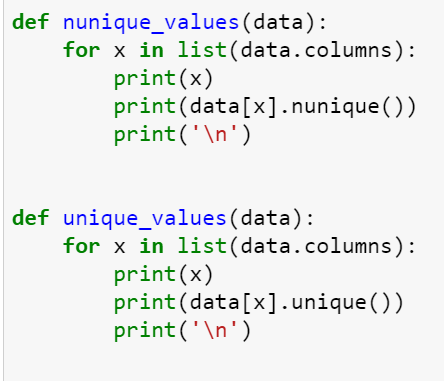 def nunique_values(data):
    for x in list(data.columns):
        print(x)
        print(data[x].nunique())
        print('\n')
def unique_values(data):
    for x in list(data.columns):
        print(x)
        print(data[x].unique())
        print('\n')